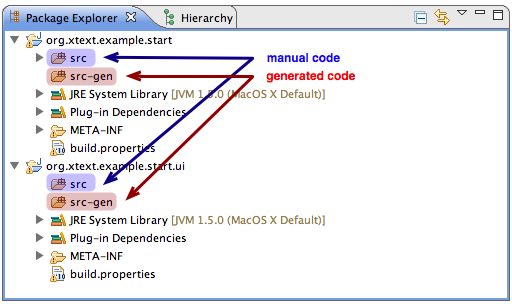 Package Explorer Hierarchy
org.xtext.example.start
src manual code
src-gen generated code
JRE System Library [JVM 1.5.0 (MacOS X Default)]
Plug-in Dependencies
META-INF
build.properties
org.xtext.example.start.ui
src
src-gen
JRE System Library [JVM 1.5.0 (MacOS X Default)]
Plug-in Dependencies
META-INF
build.properties